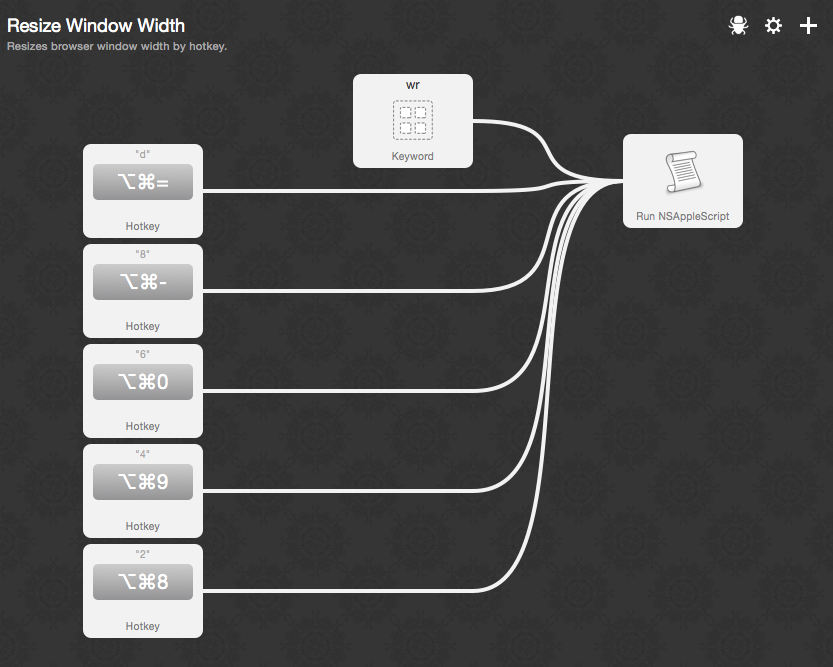 Resize Window Width
Resizes browser window width by hotkey.
wr
Keyword
"d"
⌥⌘=
Hotkey
"8"
⌥⌘-
Hotkey
"6"
⌥⌘0
Hotkey
"4"
⌥⌘9
Hotkey
"2"
⌥⌘8
Hotkey
Run NSAppleScript